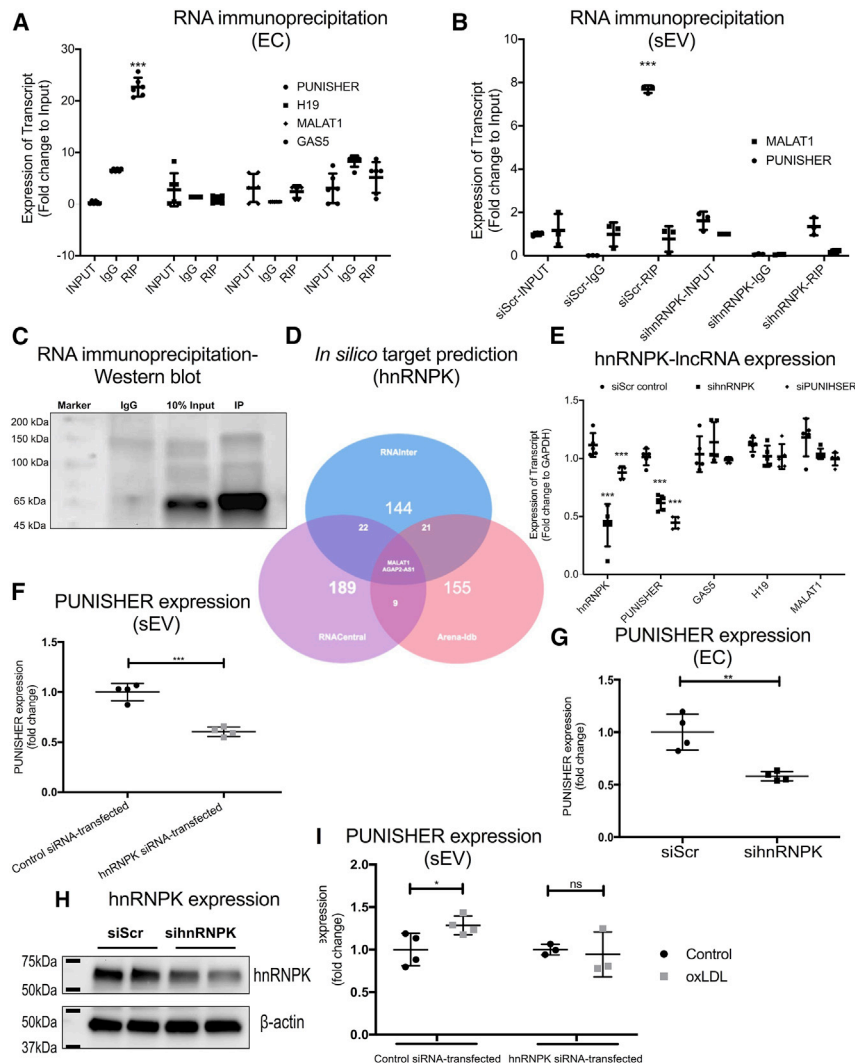 A
RNA immunoprecipitation
(EC)
Expression of Transcript
(Fold change to Input)
30
20
10
0
-10
***
PUNISHER
H19
MALAT1
GAS5
INPUT
IgG
RIP
INPUT
IgG
RIP
INPUT
IgG
RIP
INPUT
IgG
RIP
B
RNA immunoprecipitation
(sEV)
Expression of Transcript
(Fold change to Input)
10
8
6
4
2
0
***
MALAT1
PUNISHER
siScr-INPUT
siScr-IgG
siScr-RIP
sihnRNPK-INPUT
sihnRNPK-IgG
sihnRNPK-RIP
C
RNA immunoprecipitation-
Western blot
Marker IgG 10% Input IP
200 kDa
150 kDa
100 kDa
65 kDa
45 kDa
D
In silico target prediction
(hnRNPK)
RNAInter
144
22
21
MALAT1
AGAP2-AS1
189
9
155
RNACentral
Arena-Idb
E
hnRNPK-lncRNA expression
siScr control
sihnRNPK
siPUNIHSER
Expression of Transcript
(Fold change to GAPDH)
1.5
1.0
0.5
0.0
***
***
***
***
hnRNPK
PUNISHER
GAS5
H19
MALAT1
F
PUNISHER expression
(sEV)
PUNISHER expression
(fold change)
1.5
1.0
0.5
0.0
***
Control siRNA-transfected
hnRNPK siRNA-transfected
G
PUNISHER expression
(EC)
PUNISHER expression
(fold change)
1.5
1.0
0.5
0.0
**
siScr
sihnRNPK
H
hnRNPK expression
siScr sihnRNPK
75kDa
50kDa
hnRNPK
50kDa
37kDa
β-actin
I
PUNISHER expression
(sEV)
expression
(fold change)
2.0
1.5
1.0
0.5
0.0
*
ns
Control
oxLDL
Control siRNA-transfected
hnRNPK siRNA-transfected